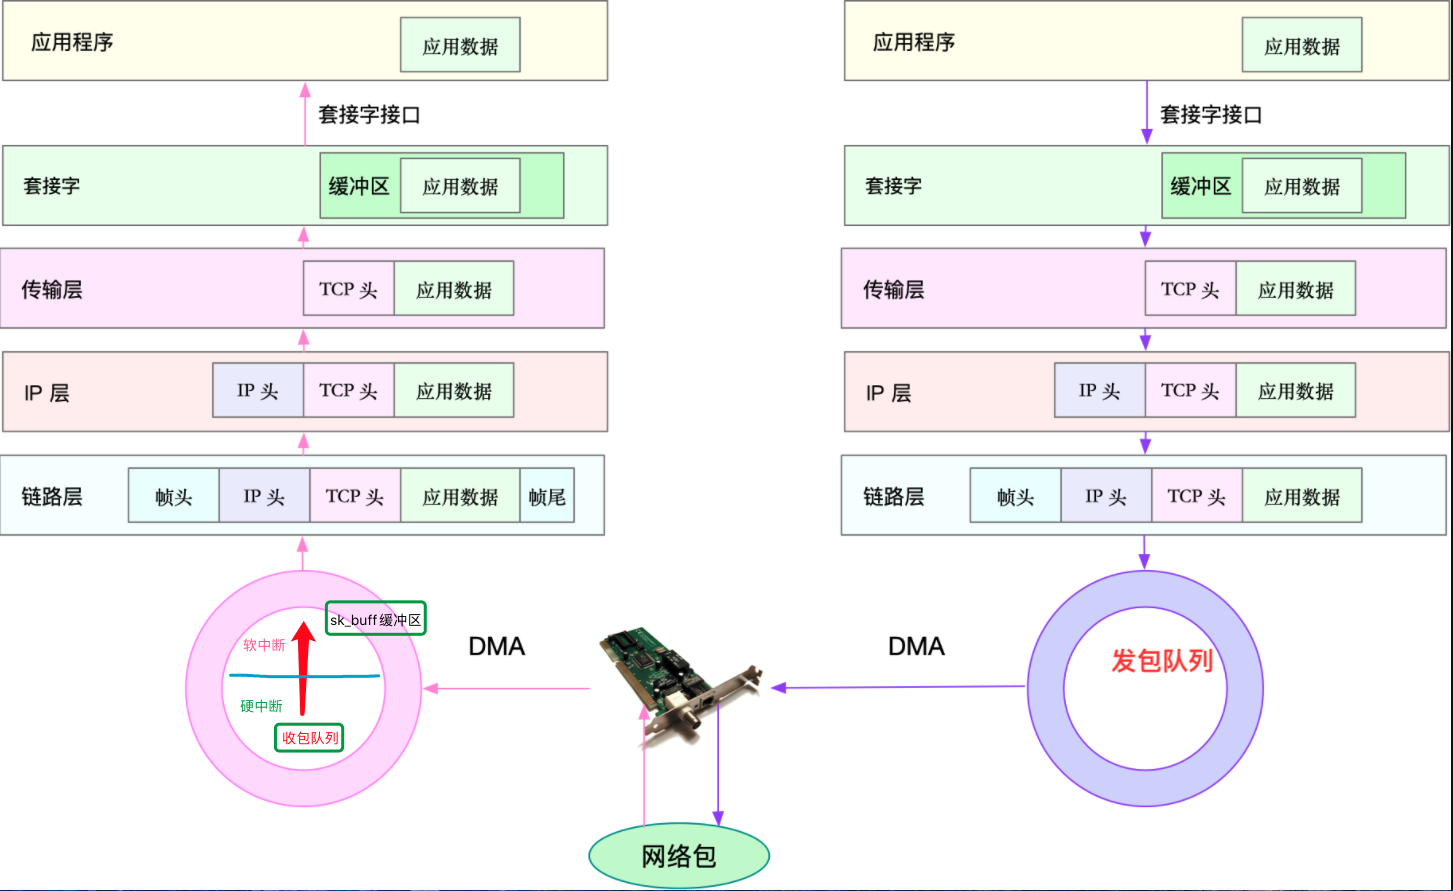 应用程序
应用数据
套接字接口
套接字
缓冲区
应用数据
传输层
TCP 头
应用数据
IP 层
IP 头
TCP 头
应用数据
链路层
帧头
IP 头
TCP 头
应用数据
帧尾
sk_buff缓冲区
软中断
硬中断
收包队列
DMA
网络包
应用程序
应用数据
套接字接口
套接字
缓冲区
应用数据
传输层
TCP 头
应用数据
IP 层
IP 头
TCP 头
应用数据
链路层
帧头
IP 头
TCP 头
应用数据
DMA
发包队列